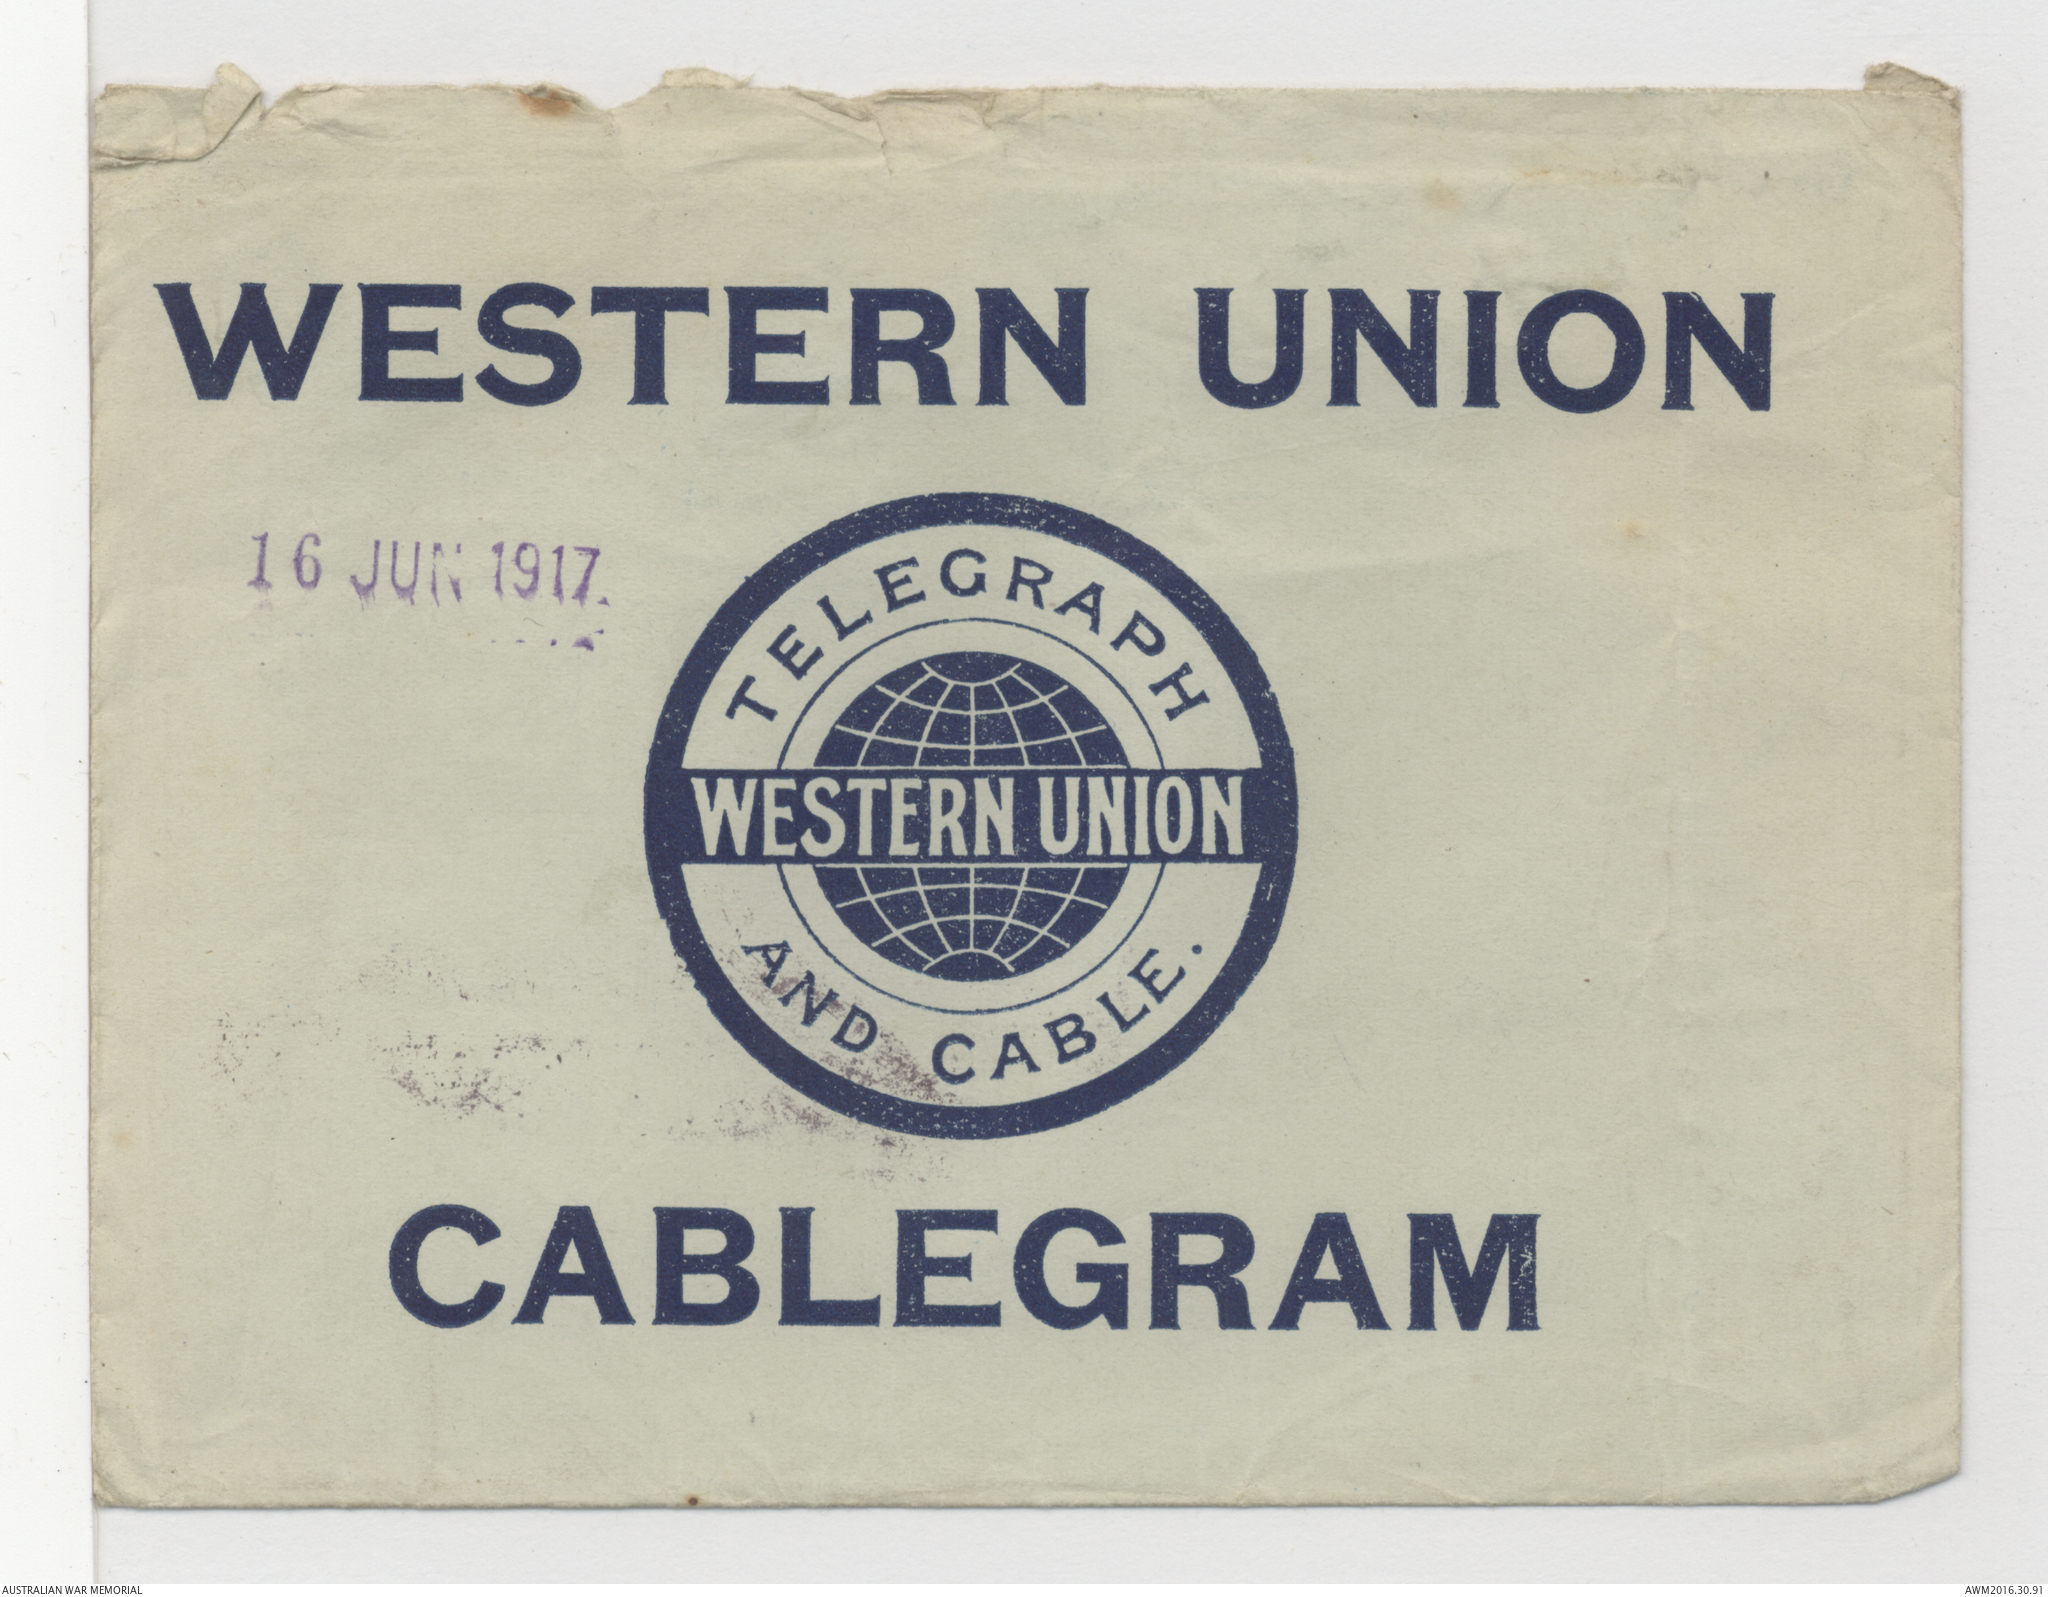 WESTERN UNION
16 JUN 1917.
TELEGRAPH
WESTERN UNION
AND CABLE.
CABLEGRAM
AUSTRALIAN WAR MEMORIAL
AWM2016.30.91